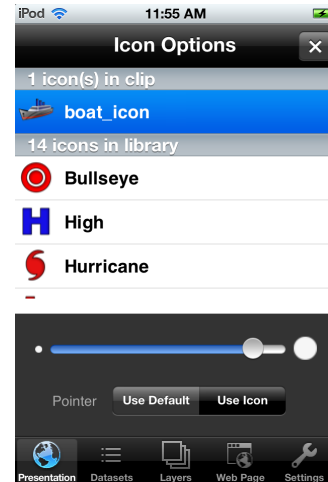 iPod 11:55 AM
Icon Options
1 icon(s) in clip
boat_icon
14 icons in library
Bullseye
High
Hurricane
Pointer Use Default Use Icon
Presentation Datasets Layers Web Page Settings